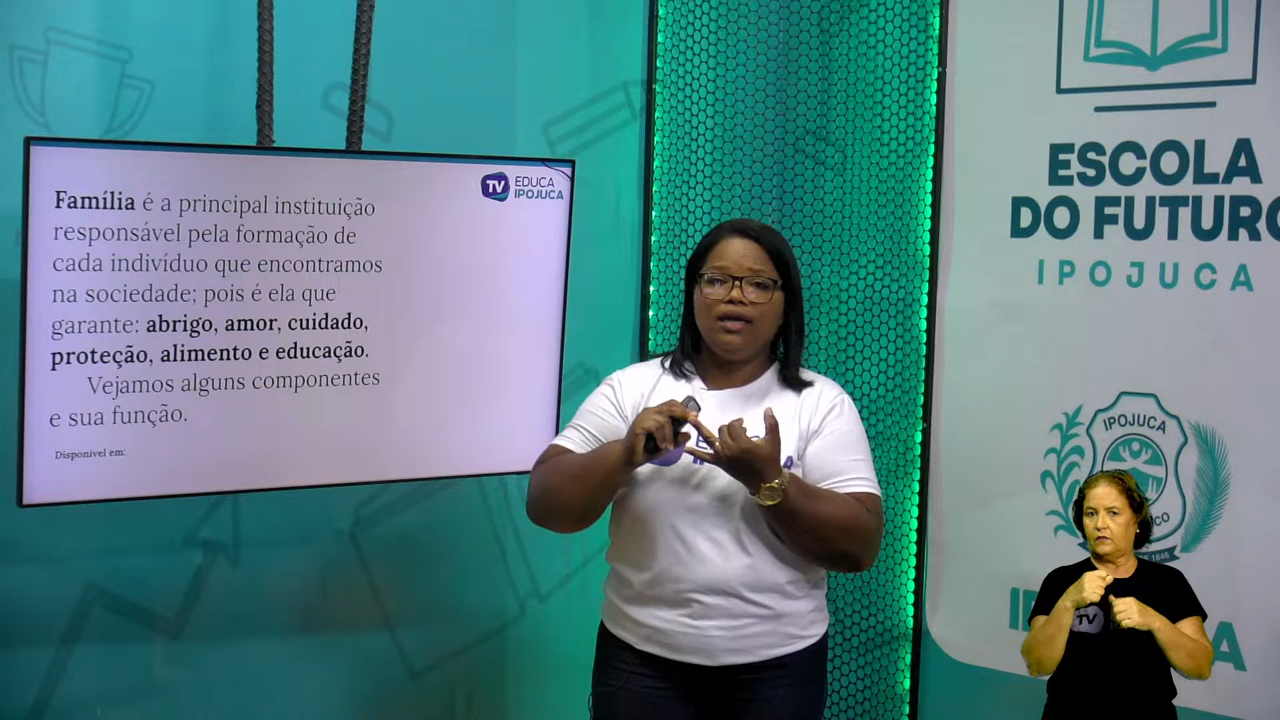 Família é a principal instituição
responsável pela formação de
cada indivíduo que encontramos
na sociedade; pois é ela que
garante: abrigo, amor, cuidado,
proteção, alimento e educação.
Vejamos alguns componentes
e sua função.
Disponível em:
TV EDUCA
IPOJUCA
ESCOLA
DO FUTURO
IPOJUCA
IPOJUCA
TV